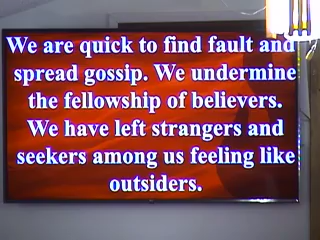 We are quick to find fault and
spread gossip. We undermine
the fellowship of believers.
We have left strangers and
seekers among us feeling like
outsiders.